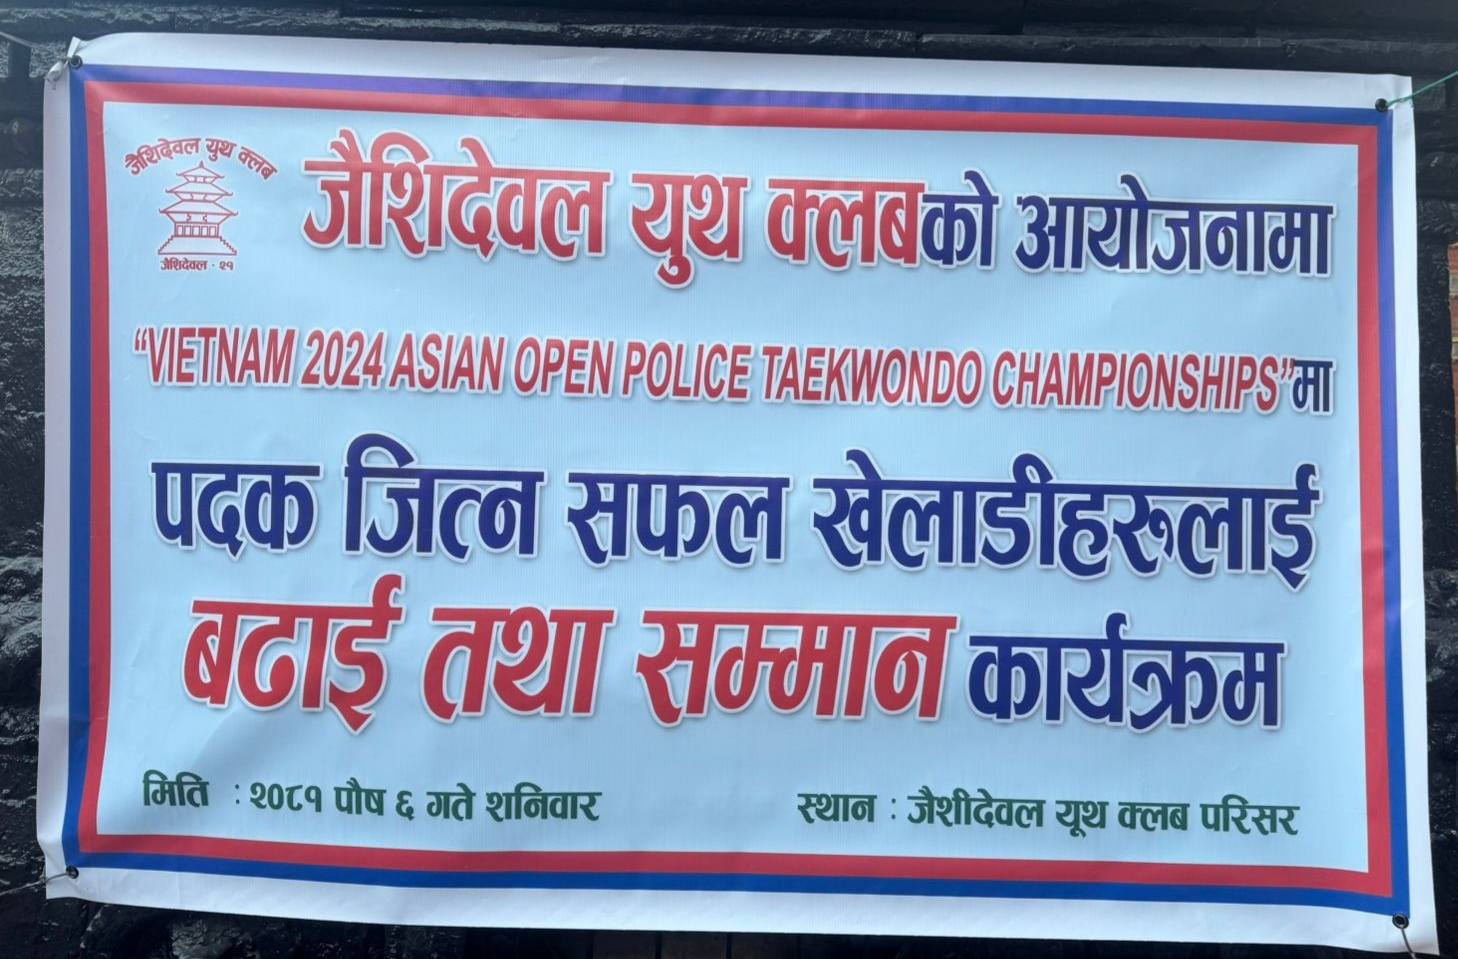 जैशिदेवल युथ क्लब
जैशिदेवल - २१
जैशिदेवल युथ क्लबको आयोजनामा
“VIETNAM 2024 ASIAN OPEN POLICE TAEKWONDO CHAMPIONSHIPS”मा
पदक जित्न सफल खेलाडीहरुलाई
बढाई तथा सम्मान कार्यक्रम
मिति : २०८१ पौष ६ गते शनिवार
स्थान : जैशीदेवल यूथ क्लब परिसर